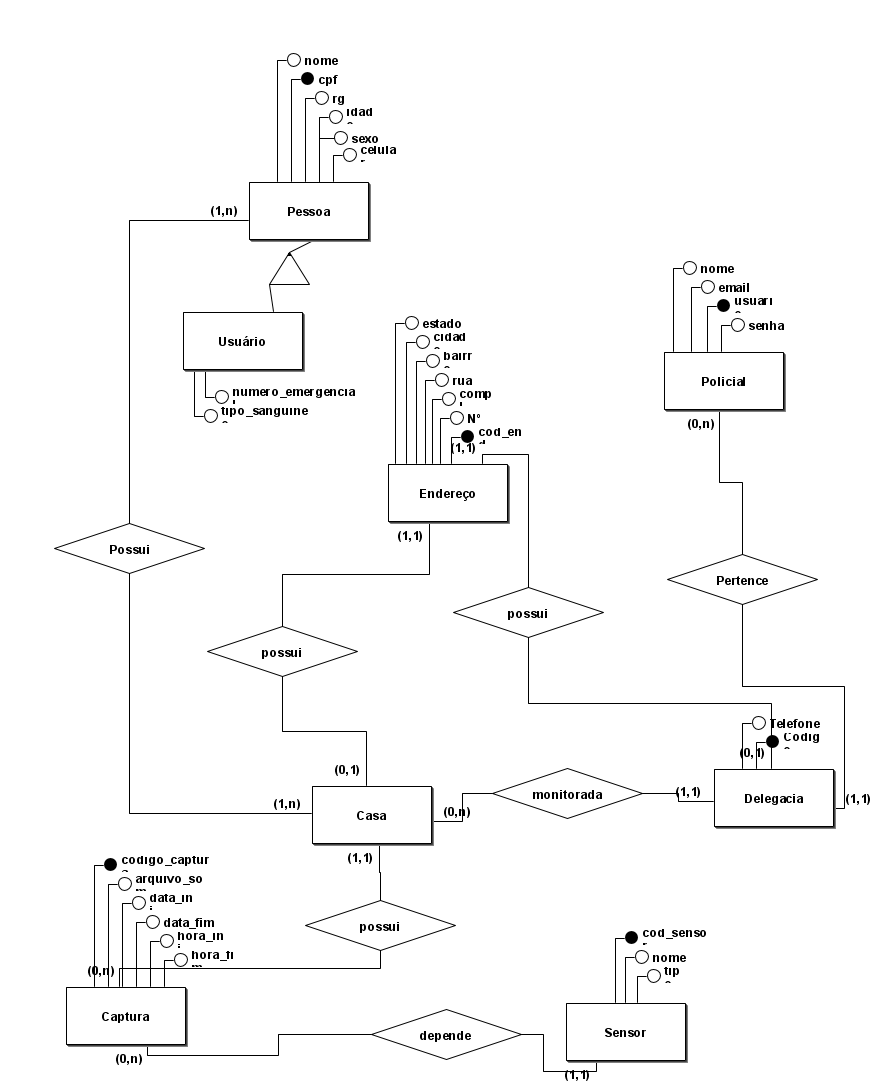 nome
cpf
rg
idad
sexo
celula
r
(1,n)
Pessoa
nome
email
usuari
senha
Usuário
estado
cidad
bairr
rua
comp
N°
cod_en
d
(1,1)
Policial
numero_emergencia
tipo_sanguine
(0,n)
Endereço
(1,1)
Possui
Pertence
possui
possui
Telefone
Codig
(0,1)
(0,1)
monitorada
(1,1)
Delegacia
(1,1)
(1,n)
Casa
(0,n)
(1,1)
codigo_captur
arquivo_so
m
data_in
i
data_fim
hora_in
i
hora_fi
m
(0,n)
possui
cod_senso
r
nome
tip
Captura
Sensor
depende
(0,n)
(1,1)